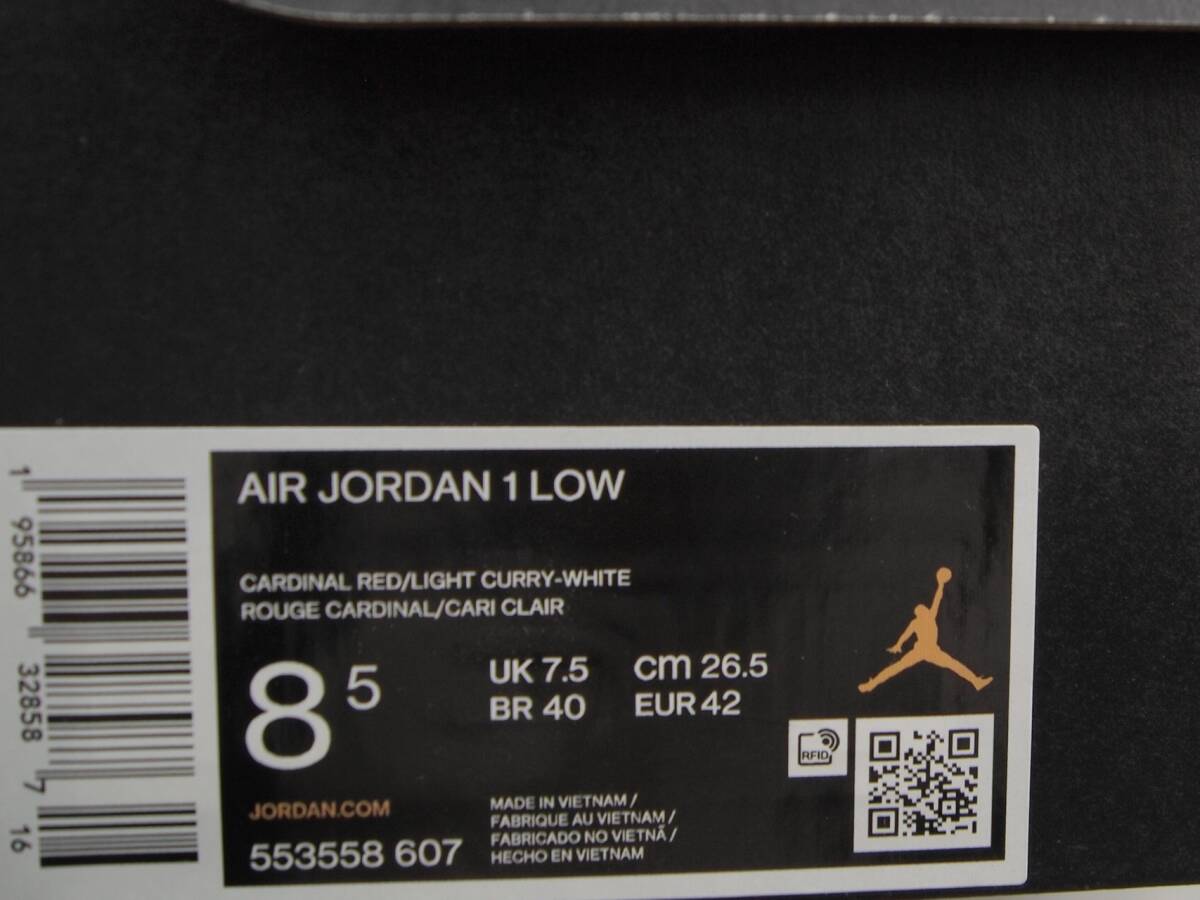 AIR JORDAN 1 LOW
CARDINAL RED/LIGHT CURRY-WHITE
ROUGE CARDINAL/CARI CLAIR
8 5
UK 7.5 cm 26.5
BR 40 EUR 42
RFID
JORDAN.COM
553558 607
MADE IN VIETNAM /
FABRIQUE AU VIETNAM /
FABRICADO NO VIETNÃ /
HECHO EN VIETNAM
1 95866 32858 7 16